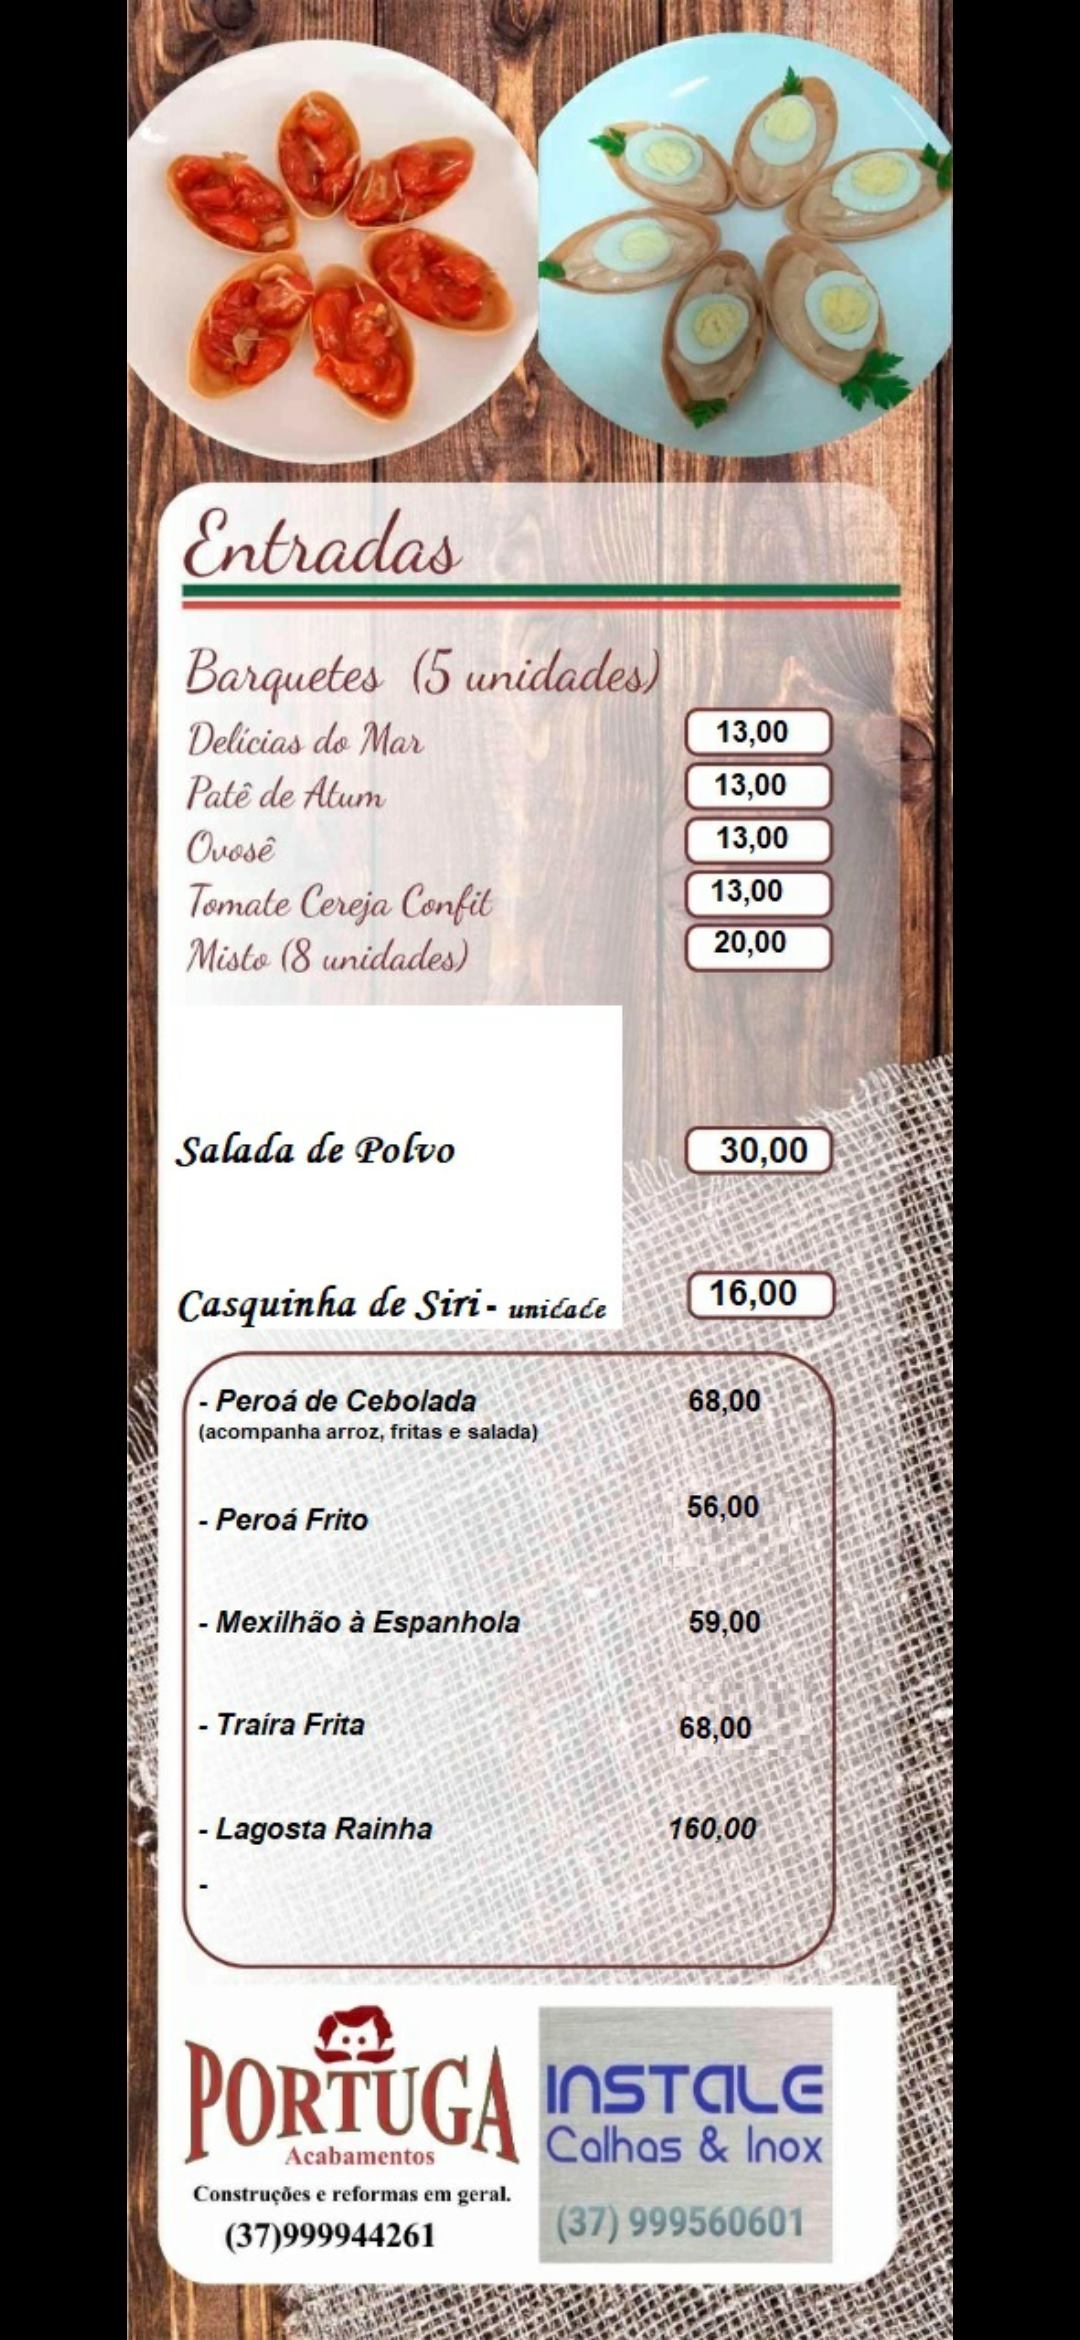 Entradas
Barquetes (5 unidades)
Delícias do Mar 13,00
Patê de Atum 13,00
Ovosê 13,00
Tomate Cereja Confit 13,00
Misto (8 unidades) 20,00
Salada de Polvo 30,00
Casquinha de Siri - unidade 16,00
- Peroá de Cebolada 68,00
(acompanha arroz, fritas e salada)
- Peroá Frito 56,00
- Mexilhão à Espanhola 59,00
- Traíra Frita 68,00
- Lagosta Rainha 160,00
-
PORTUGA
Acabamentos
Construções e reformas em geral.
(37)999944261
INSTALE
Calhas & Inox
(37) 999560601